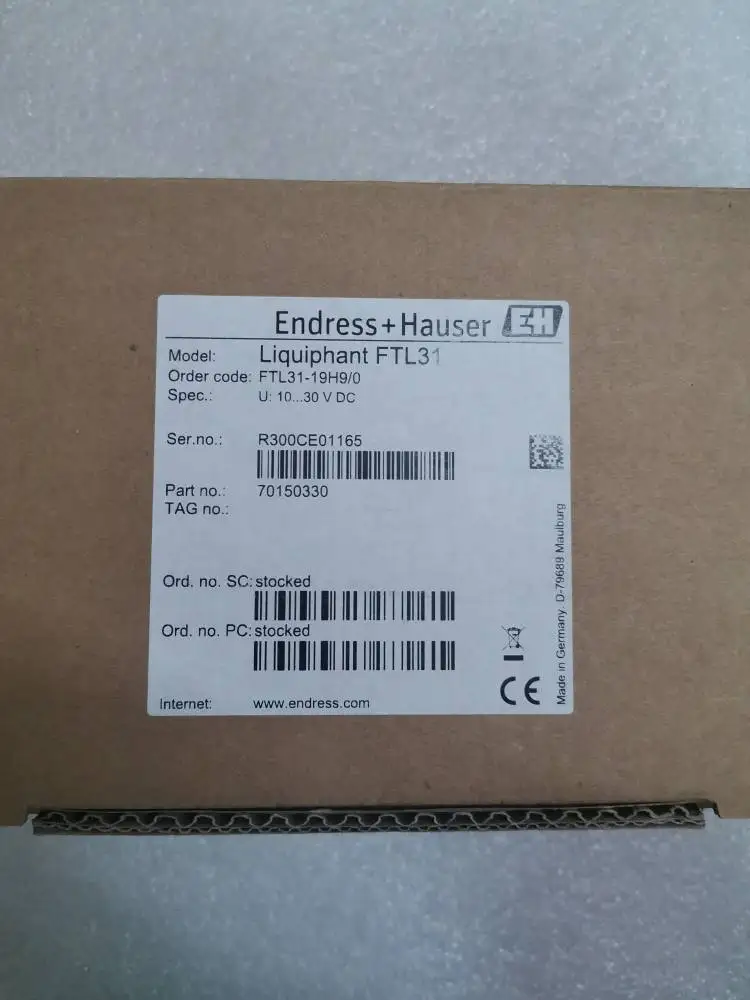 Endress+Hauser EH
Model: Liquiphant FTL31
Order code: FTL31-19H9/0
Spec.: U: 10...30 V DC
Ser.no.: R300CE01165
Part no.: 70150330
TAG no.:
Ord. no. SC: stocked
Ord. no. PC: stocked
Internet: www.endress.com
CE
Made in Germany, D-79689 Maulburg